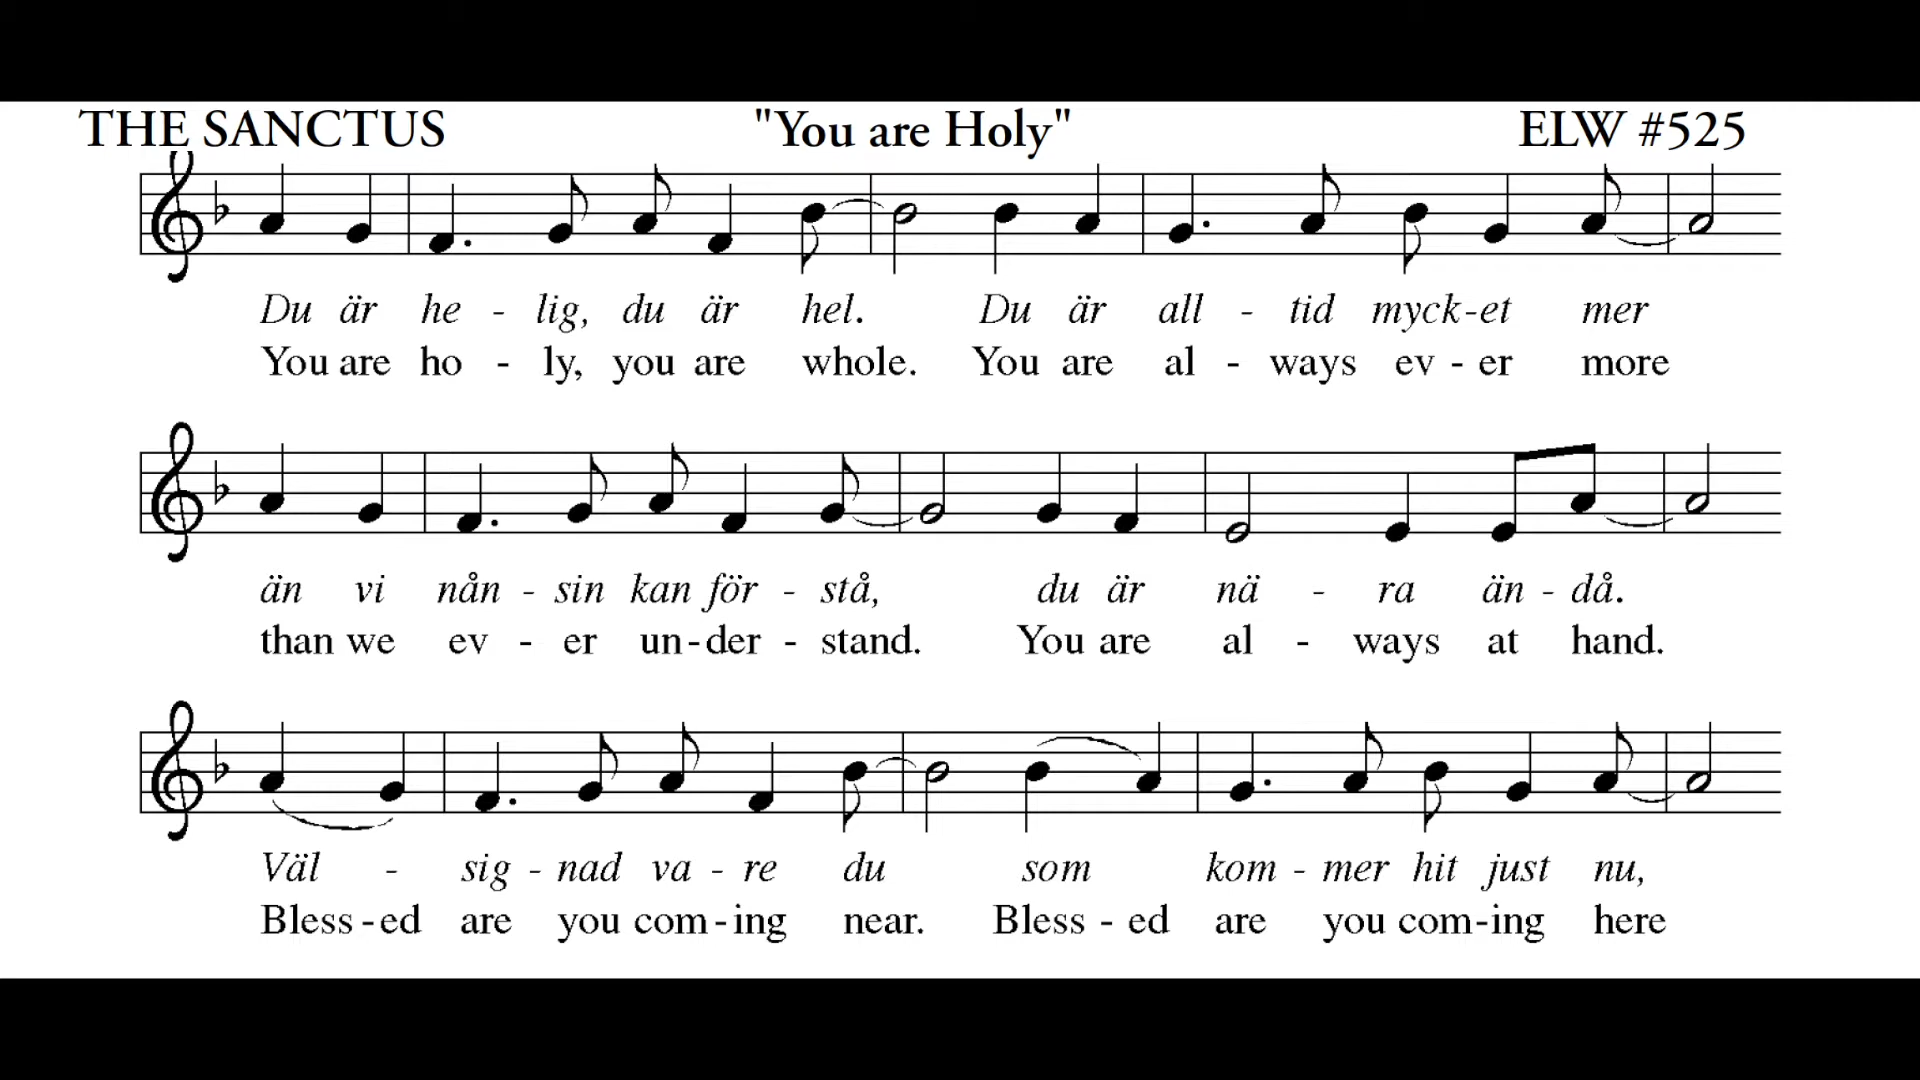 THE SANCTUS "You are Holy" ELW #525
Du är he - lig, du är hel. Du är all - tid myck-et mer
You are ho - ly, you are whole. You are al - ways ev - er more
än vi nån - sin kan för - stå, du är nä - ra än - då.
than we ev - er un-der - stand. You are al - ways at hand.
Väl - sig - nad va - re du som kom - mer hit just nu,
Bless-ed are you com-ing near. Bless - ed are you com-ing here